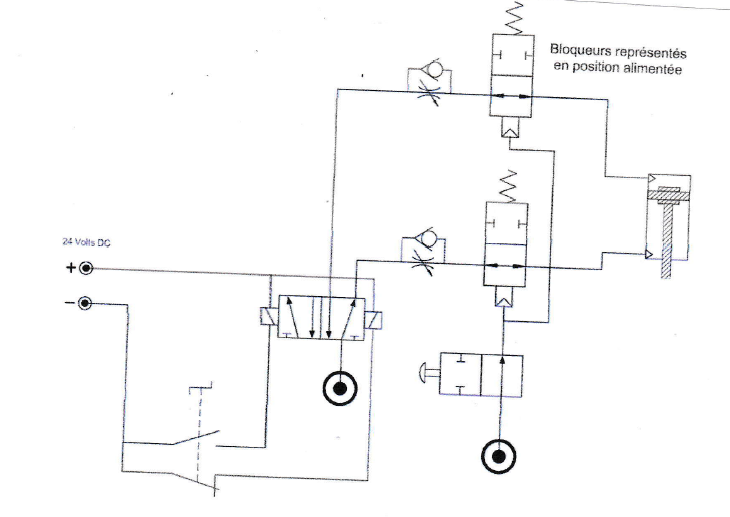 Bloqueurs représentés
en position alimentée
24 Volts DC
+
−